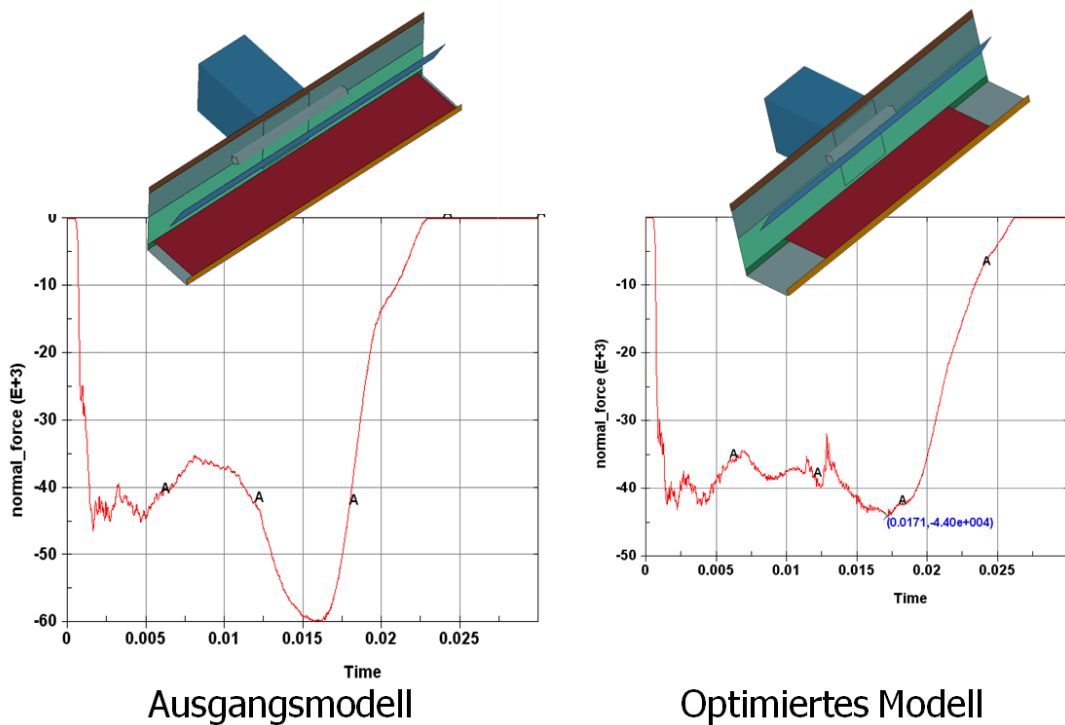 0
-10
-20
-30
-40
-50
-60
normal_force (E+3)
A
A
A
A
0
0.005
0.01
0.015
0.02
0.025
Time
Ausgangsmodell
0
-10
-20
-30
-40
-50
normal_force (E+3)
A
A
A
A
(0.0171,-4.40e+004)
0
0.005
0.01
0.015
0.02
0.025
Time
Optimiertes Modell